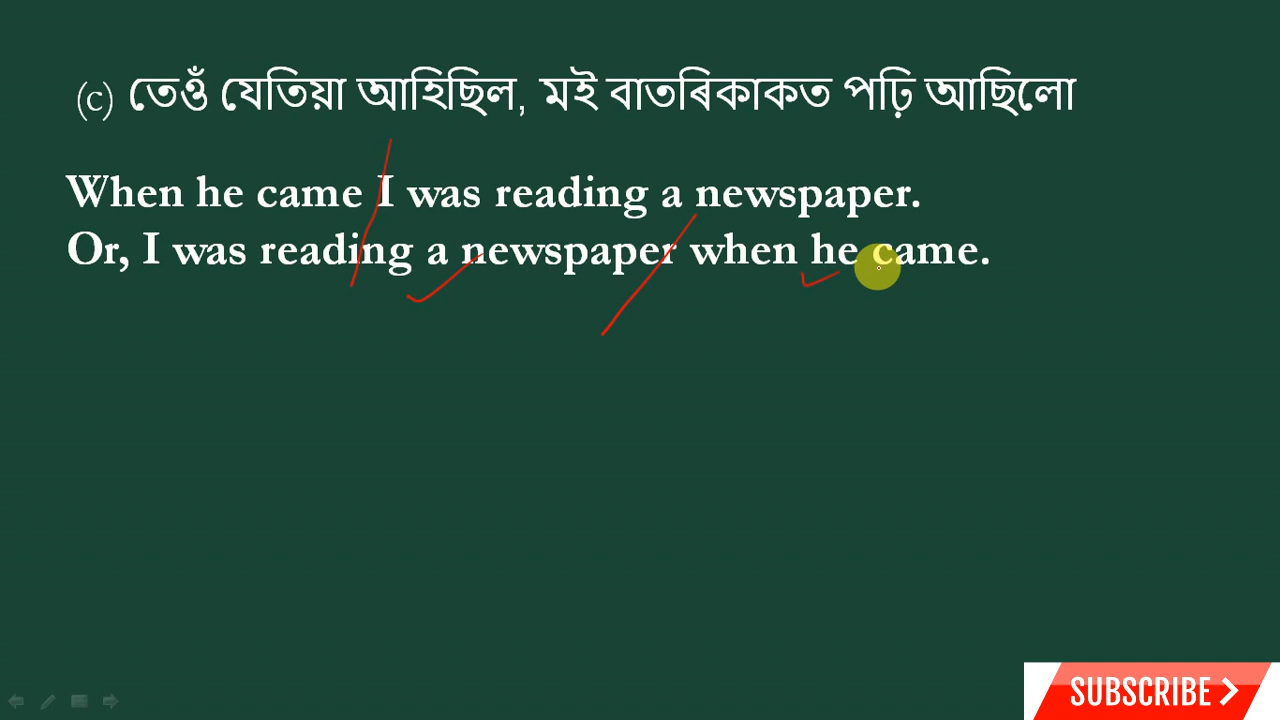 (c) তেওঁ যেতিয়া আহিছিল, মই বাতৰিকাকত পঢ়ি আছিলো
When he came I was reading a newspaper.
Or, I was reading a newspaper when he came.
SUBSCRIBE